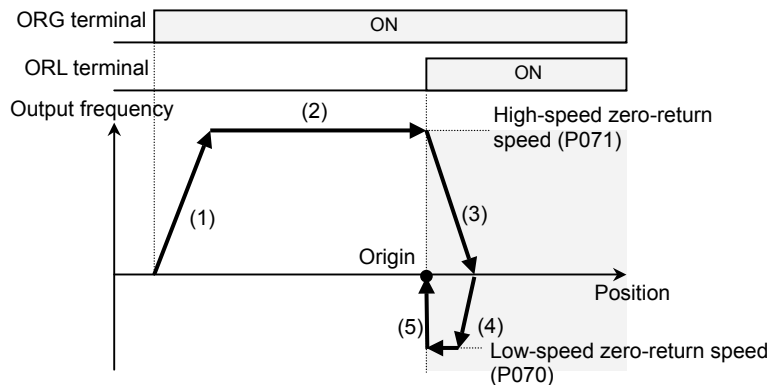 ORG terminal
ON
ORL terminal
ON
Output frequency
(2)
High-speed zero-return
speed (P071)
(1)
(3)
Origin
Position
(5)
(4)
Low-speed zero-return speed
(P070)